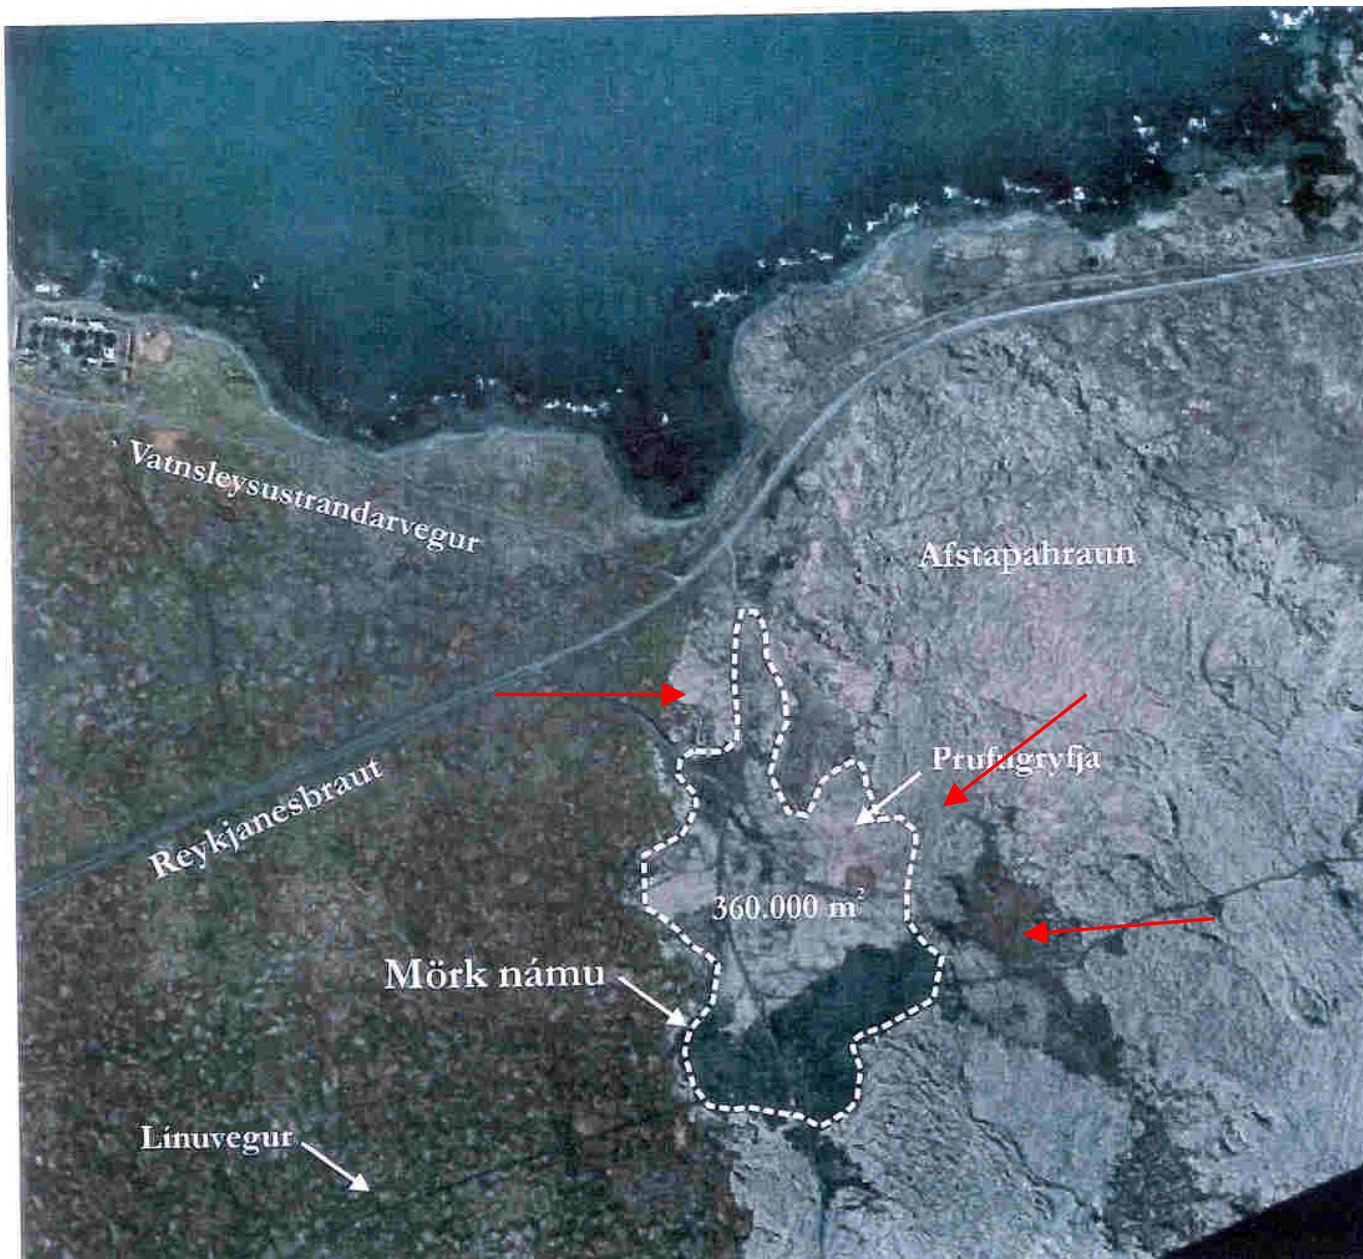 Vatnsleysustrandarvegur
Afstapahraun
Prufugryfja
Reykjanesbraut
360.000 m²
Mörk námu
Línuvegur